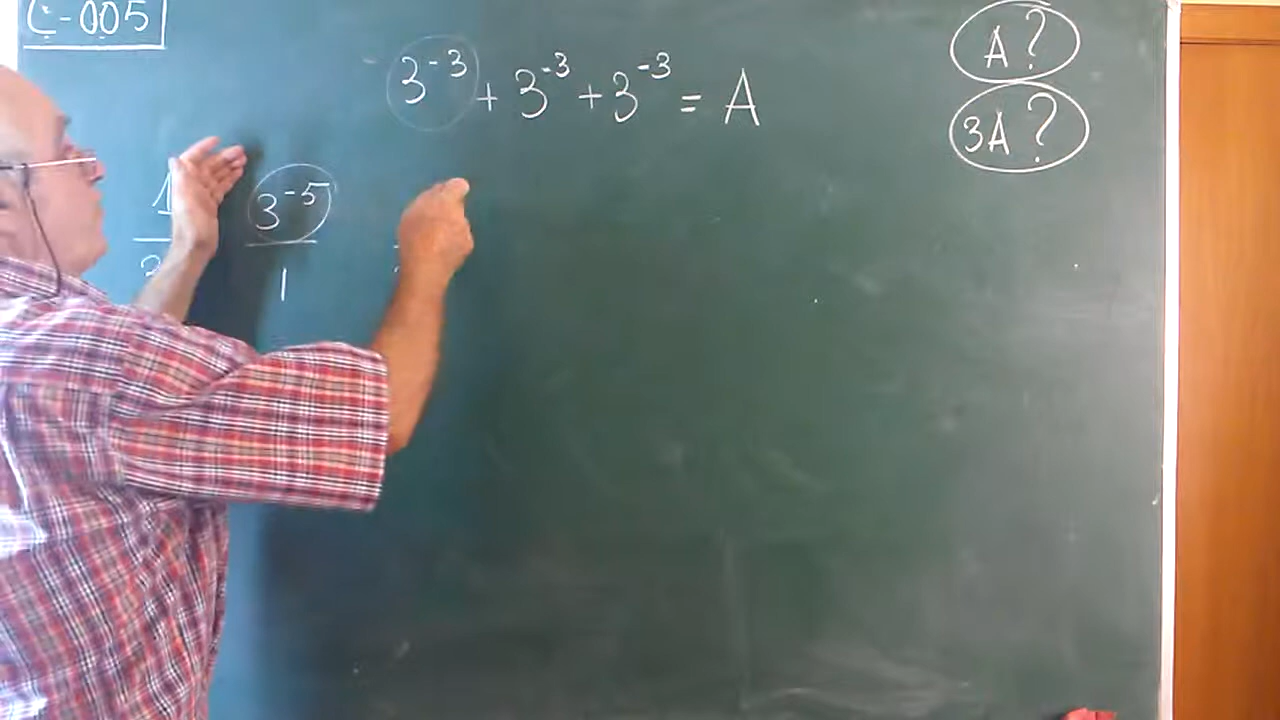 C-005
3⁻³ + 3⁻³ + 3⁻³ = A
A?
3A?
3⁻⁵
1